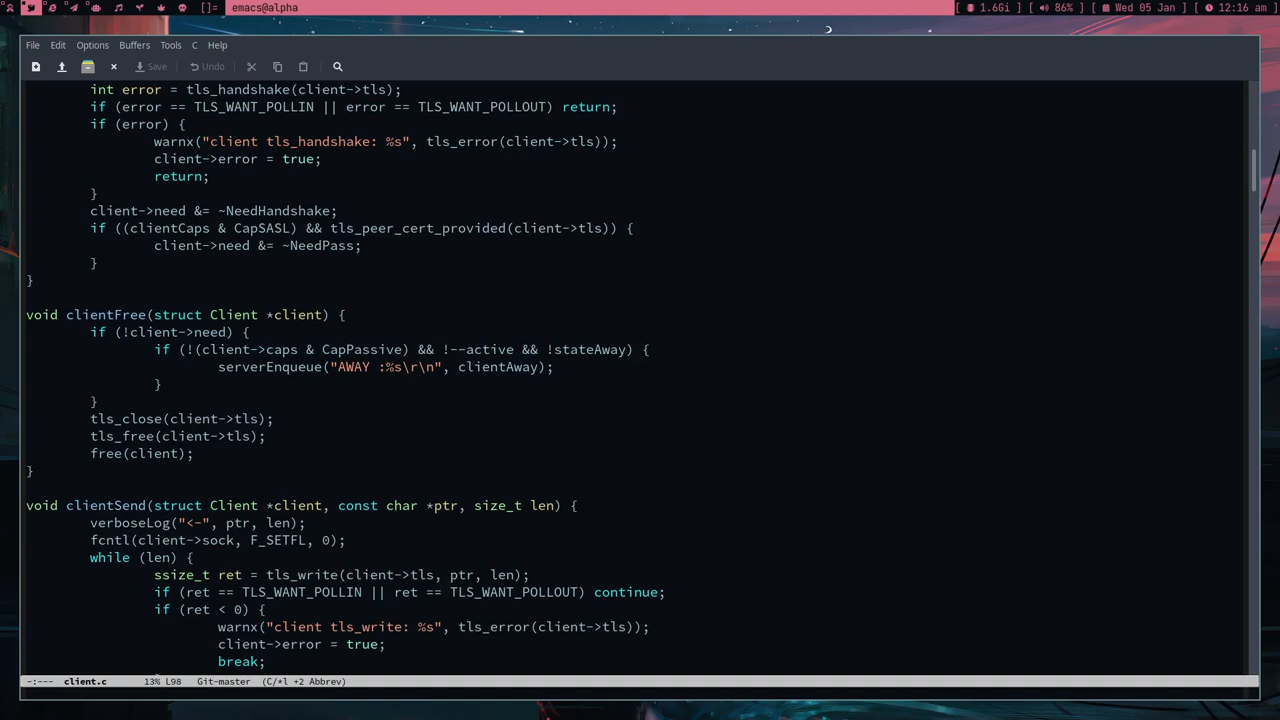 []= emacs@alpha [ 1.6Gi ] [ 86% ] [ Wed 05 Jan ] [ 12:16 am ]
File Edit Options Buffers Tools C Help
Save Undo
int error = tls_handshake(client->tls);
if (error == TLS_WANT_POLLIN || error == TLS_WANT_POLLOUT) return;
if (error) {
warnx("client tls_handshake: %s", tls_error(client->tls));
client->error = true;
return;
}
client->need &= ~NeedHandshake;
if ((clientCaps & CapSASL) && tls_peer_cert_provided(client->tls)) {
client->need &= ~NeedPass;
}
}
void clientFree(struct Client *client) {
if (!client->need) {
if (!(client->caps & CapPassive) && !--active && !stateAway) {
serverEnqueue("AWAY :%s\r\n", clientAway);
}
}
tls_close(client->tls);
tls_free(client->tls);
free(client);
}
void clientSend(struct Client *client, const char *ptr, size_t len) {
verboseLog("<-", ptr, len);
fcntl(client->sock, F_SETFL, 0);
while (len) {
ssize_t ret = tls_write(client->tls, ptr, len);
if (ret == TLS_WANT_POLLIN || ret == TLS_WANT_POLLOUT) continue;
if (ret < 0) {
warnx("client tls_write: %s", tls_error(client->tls));
client->error = true;
break;
-:--- client.c 13% L98 Git-master (C/*l +2 Abbrev)